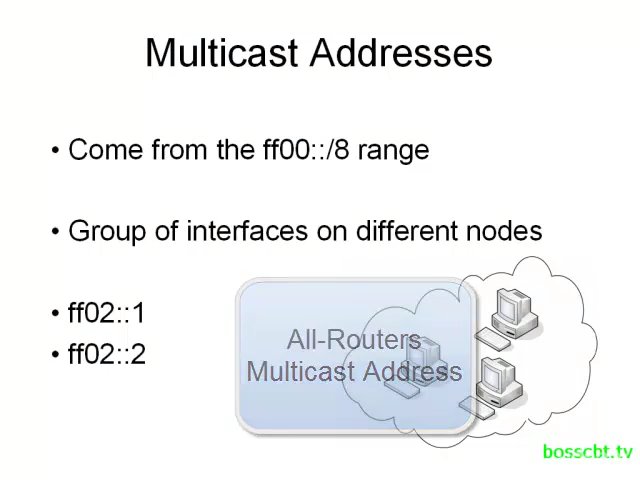 Multicast Addresses
• Come from the ff00::/8 range
• Group of interfaces on different nodes
• ff02::1
• ff02::2
All-Routers
Multicast Address
bosscbt.tv